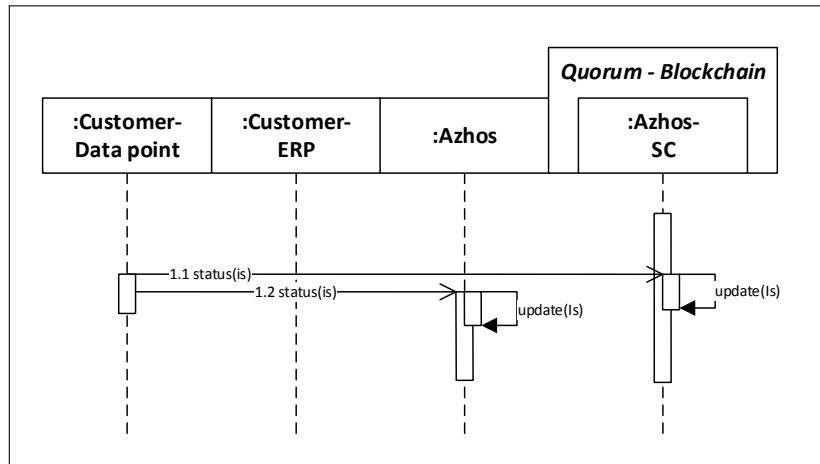 Quorum - Blockchain
:Customer-
Data point
:Customer-
ERP
:Azhos
:Azhos-
SC
1.1 status(is)
1.2 status(is)
update(Is)
update(Is)